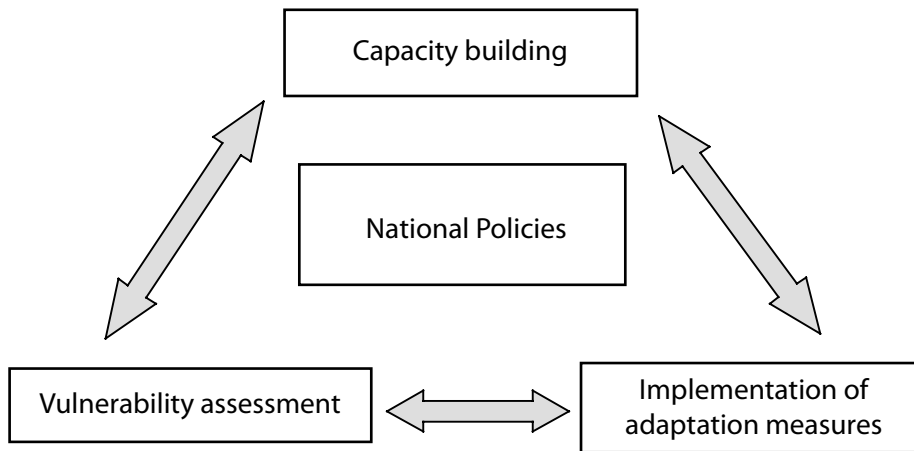 Capacity building
National Policies
Vulnerability assessment
Implementation of
adaptation measures